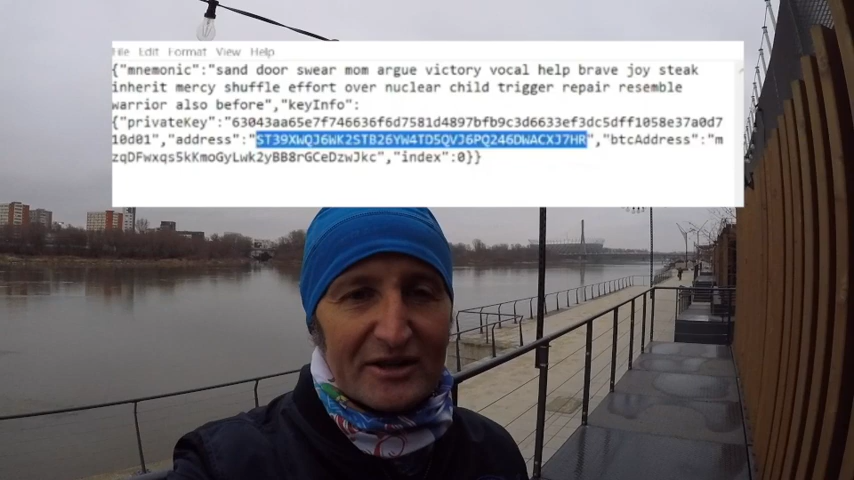 File Edit Format View Help
{"mnemonic":"sand door swear mom argue victory vocal help brave joy steak
inherit mercy shuffle effort over nuclear child trigger repair resemble
warrior also before","keyInfo":
{"privateKey":"63043aa65e7f746636f6d7581d4897bfb9c3d6633ef3dc5dff1058e37a0d7
10d01","address":"ST39XWQJ6WK2STB26YW4TD5QVJ6PQ246DWACXJ7HR","btcAddress":"m
zqDFwxqs5kKmoGyLwk2yBB8rGCeDzwJkc","index":0}}